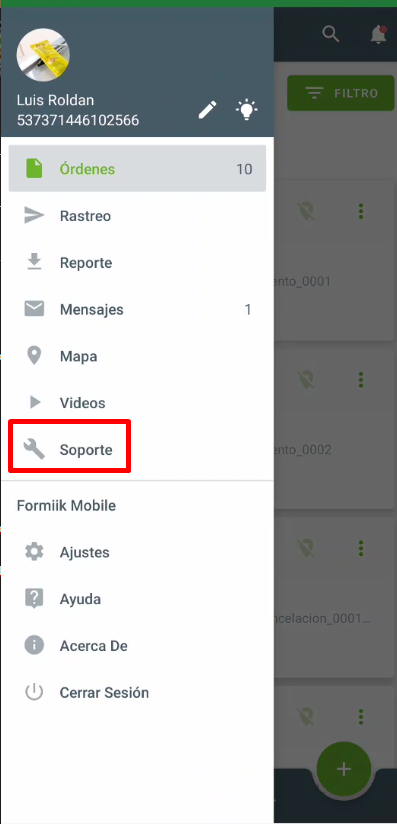 Luis Roldan
537371446102566
FILTRO
Órdenes 10
Rastreo
Reporte
Mensajes 1
Mapa
Videos
Soporte
Formiik Mobile
Ajustes
Ayuda
Acerca De
Cerrar Sesión
ento_0001
ento_0002
ncelacion_0001...